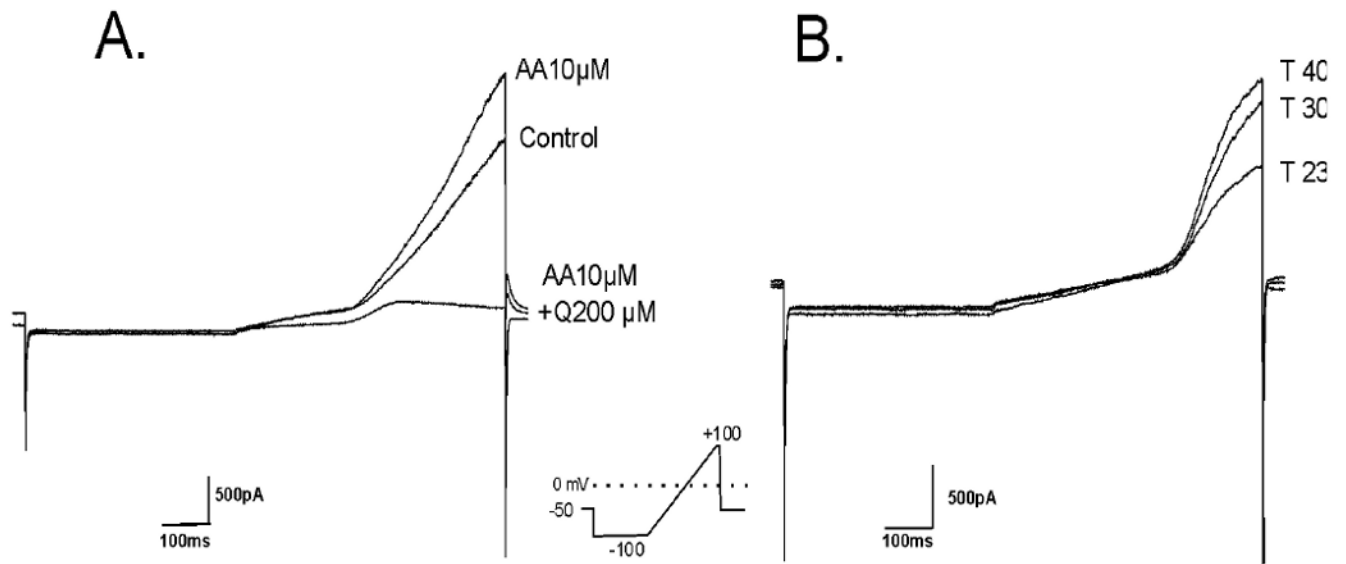 A.
AA10µM
Control
AA10µM
+Q200 µM
500pA
100ms
+100
0 mV
-50
-100
B.
T 40
T 30
T 23
500pA
100ms